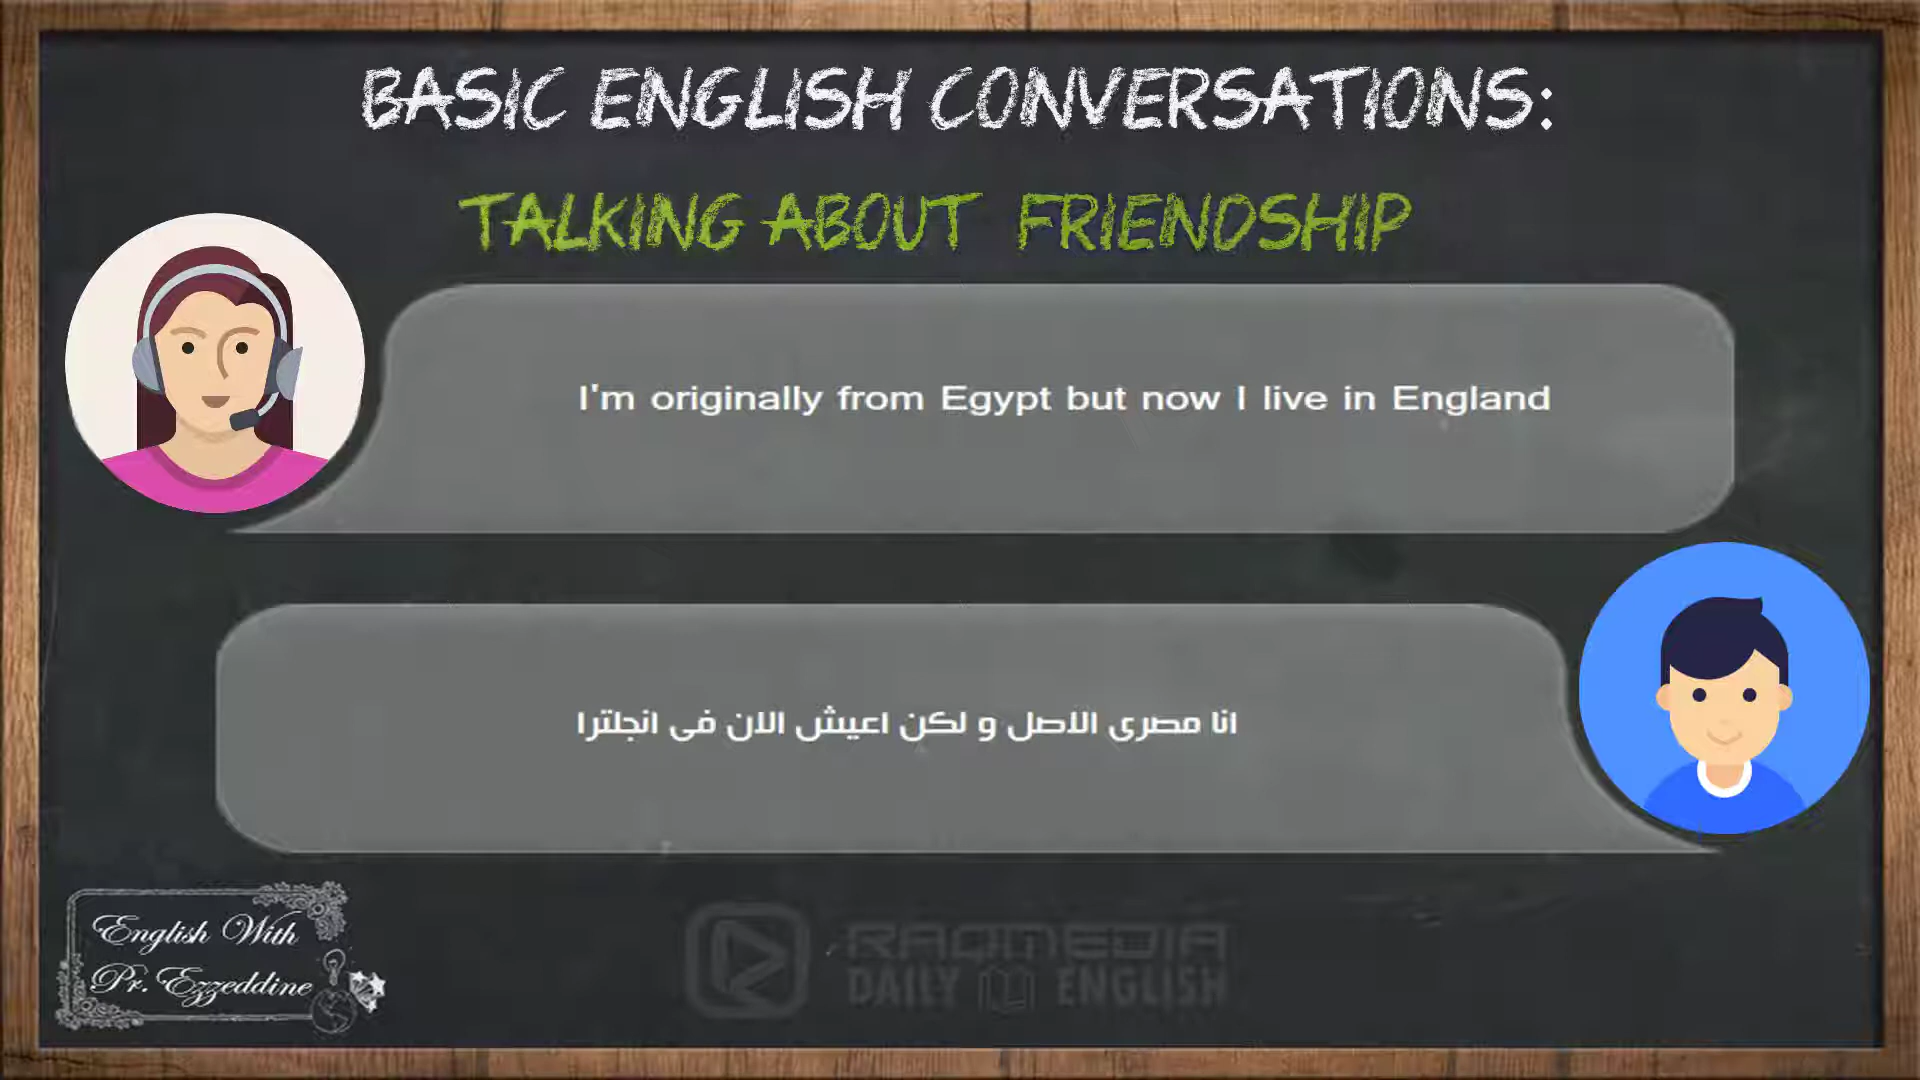 BASIC ENGLISH CONVERSATIONS:
TALKING ABOUT FRIENDSHIP
I'm originally from Egypt but now I live in England
انا مصرى الاصل و لكن اعيش الان فى انجلترا
English With
Pr. Ezzeddine
RAQMEDIA
DAILY ENGLISH